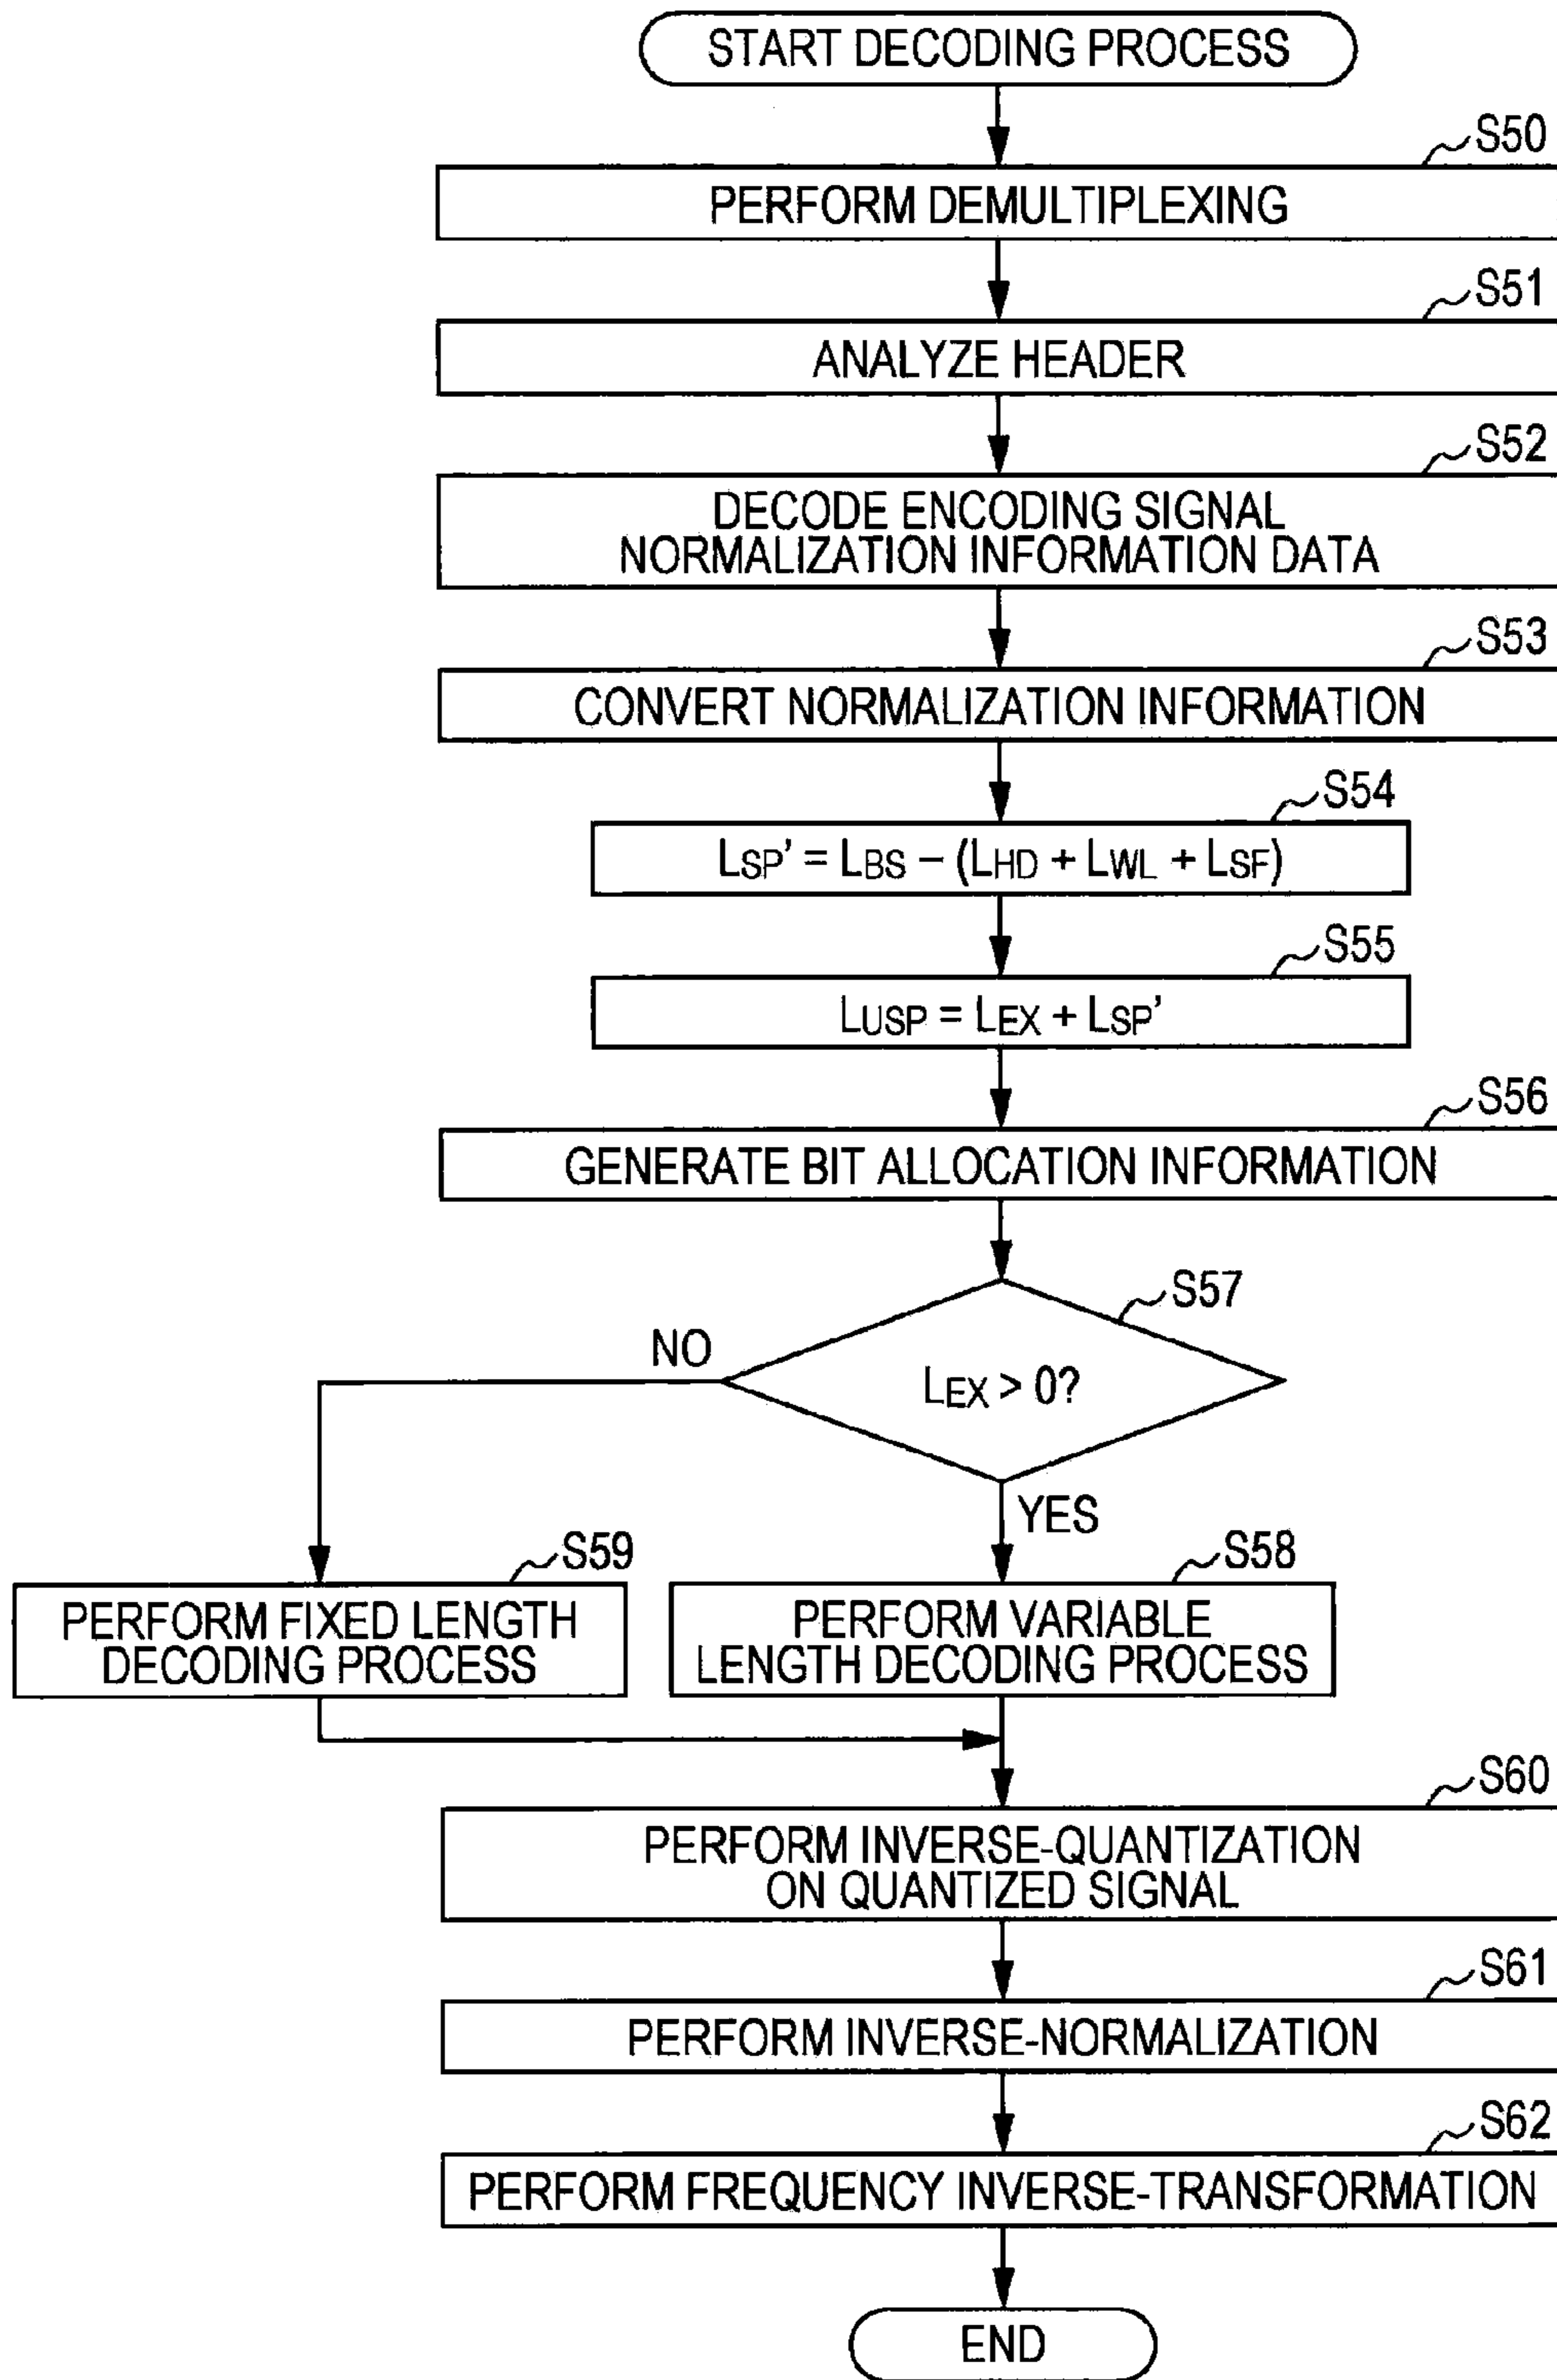 START DECODING PROCESS
S50
PERFORM DEMULTIPLEXING
S51
ANALYZE HEADER
S52
DECODE ENCODING SIGNAL
NORMALIZATION INFORMATION DATA
S53
CONVERT NORMALIZATION INFORMATION
S54
LSP' = LBS – (LHD + LWL + LSF)
S55
LUSP = LEX + LSP'
S56
GENERATE BIT ALLOCATION INFORMATION
S57
NO
LEX > 0?
YES
S59
PERFORM FIXED LENGTH
DECODING PROCESS
S58
PERFORM VARIABLE
LENGTH DECODING PROCESS
S60
PERFORM INVERSE-QUANTIZATION
ON QUANTIZED SIGNAL
S61
PERFORM INVERSE-NORMALIZATION
S62
PERFORM FREQUENCY INVERSE-TRANSFORMATION
END